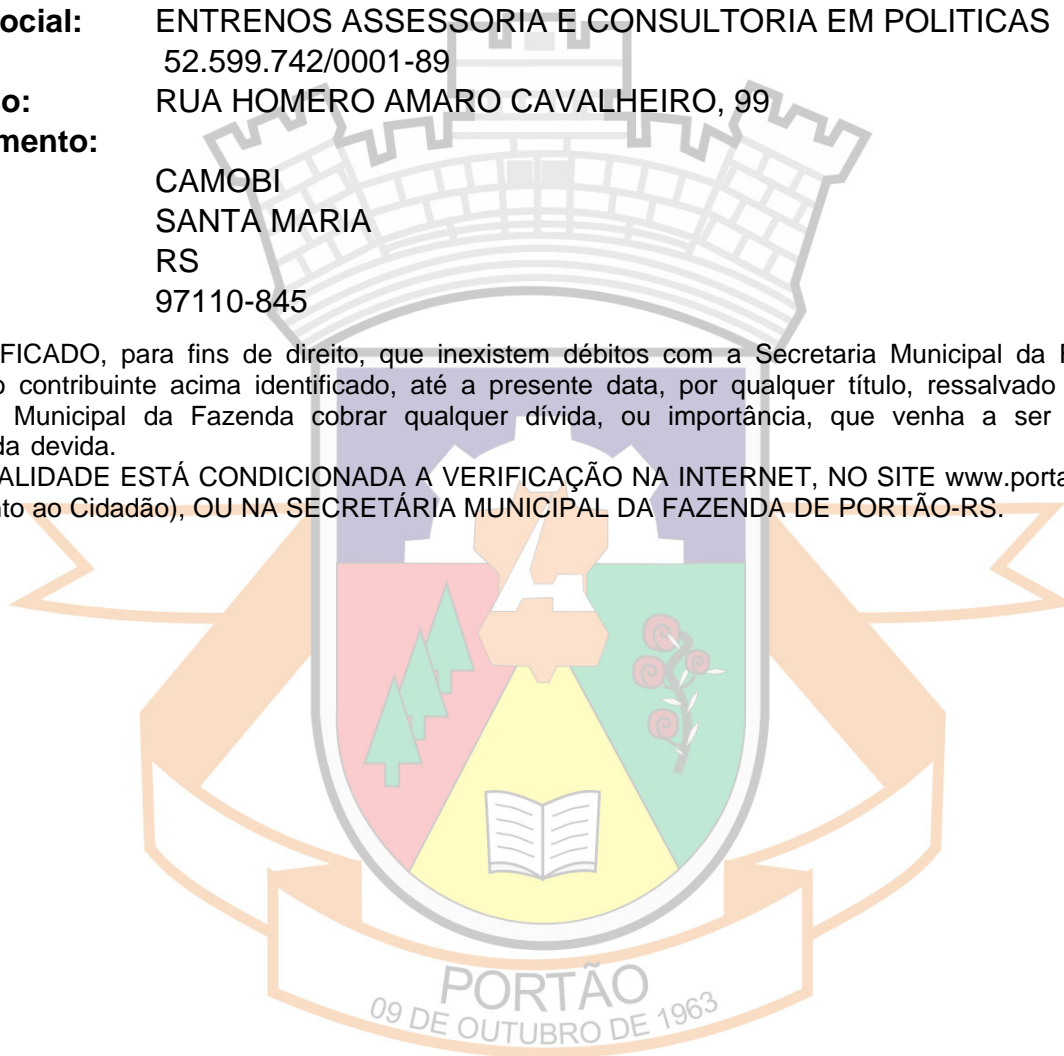 ocial: ENTRENOS ASSESSORIA E CONSULTORIA EM POLITICAS
52.599.742/0001-89
o: RUA HOMERO AMARO CAVALHEIRO, 99
mento:
CAMOBI
SANTA MARIA
RS
97110-845
FICADO, para fins de direito, que inexistem débitos com a Secretaria Municipal da
o contribuinte acima identificado, até a presente data, por qualquer título, ressalvado
Municipal da Fazenda cobrar qualquer dívida, ou importância, que venha a ser
da devida.
ALIDADE ESTÁ CONDICIONADA A VERIFICAÇÃO NA INTERNET, NO SITE www.porta
nto ao Cidadão), OU NA SECRETÁRIA MUNICIPAL DA FAZENDA DE PORTÃO-RS.
PORTÃO
09 DE OUTUBRO DE 1963